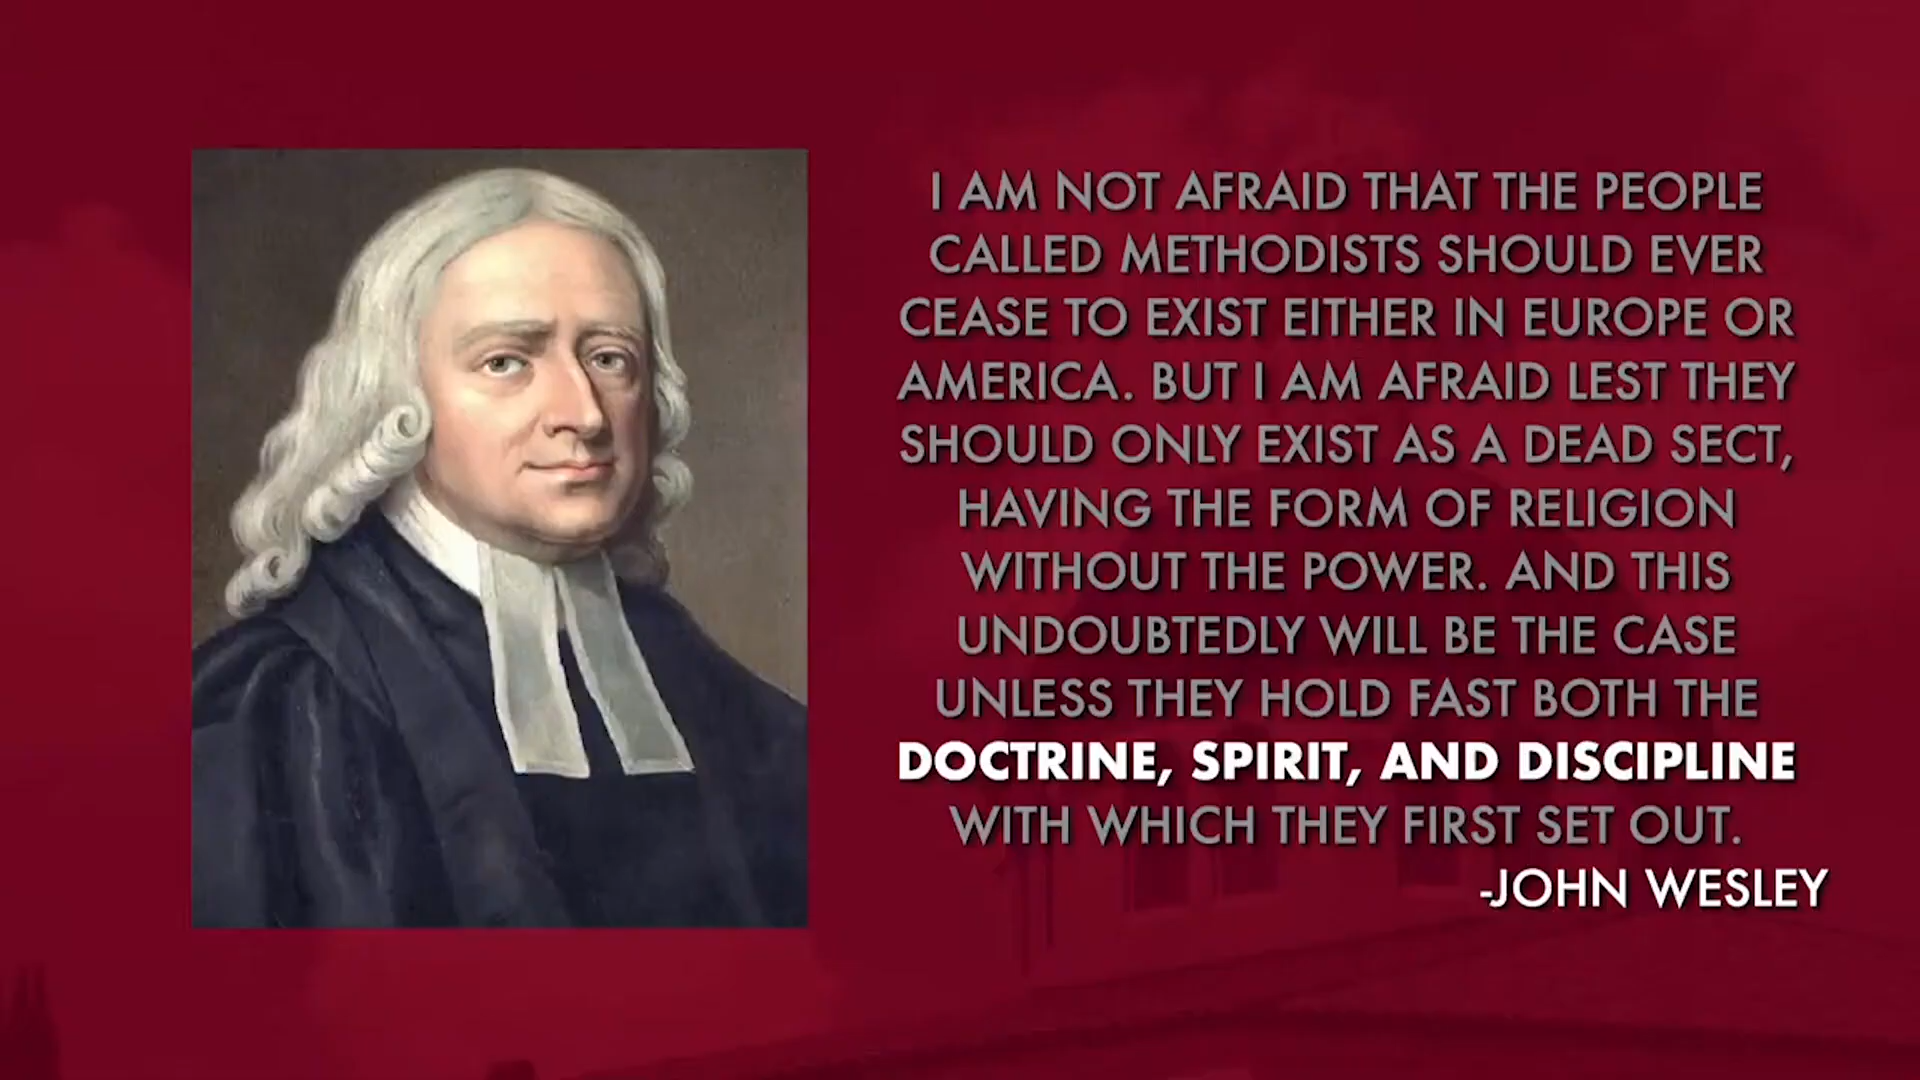 I AM NOT AFRAID THAT THE PEOPLE
CALLED METHODISTS SHOULD EVER
CEASE TO EXIST EITHER IN EUROPE OR
AMERICA. BUT I AM AFRAID LEST THEY
SHOULD ONLY EXIST AS A DEAD SECT,
HAVING THE FORM OF RELIGION
WITHOUT THE POWER. AND THIS
UNDOUBTEDLY WILL BE THE CASE
UNLESS THEY HOLD FAST BOTH THE
DOCTRINE, SPIRIT, AND DISCIPLINE
WITH WHICH THEY FIRST SET OUT.
-JOHN WESLEY